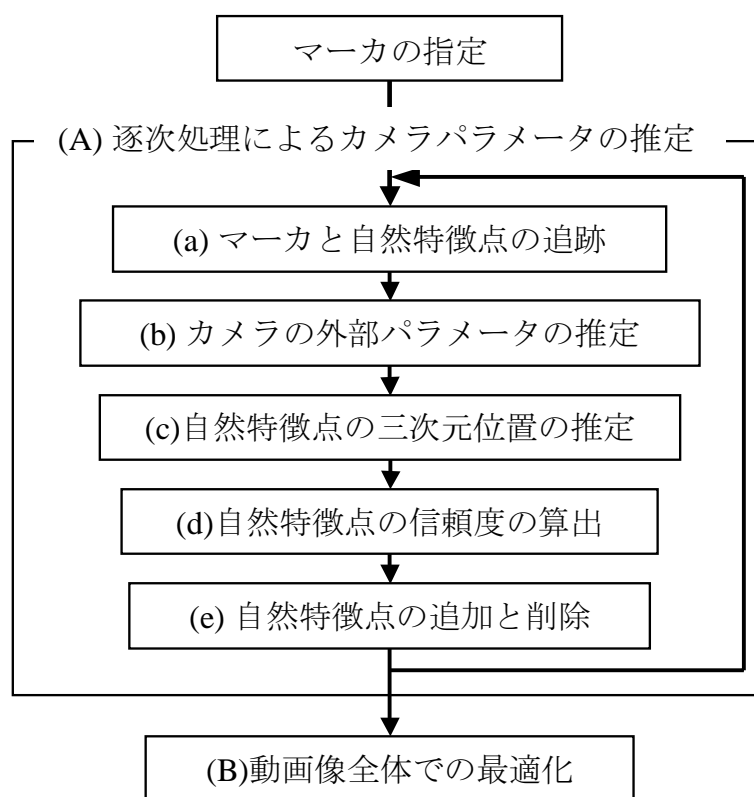 マーカの指定
(A) 逐次処理によるカメラパラメータの推定
(a) マーカと自然特徴点の追跡
(b) カメラの外部パラメータの推定
(c)自然特徴点の三次元位置の推定
(d)自然特徴点の信頼度の算出
(e) 自然特徴点の追加と削除
(B)動画像全体での最適化